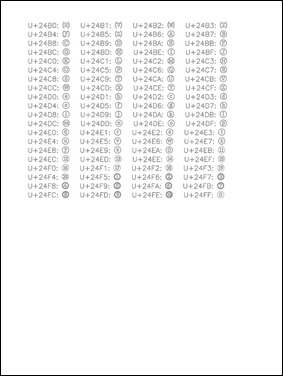 U+24B0: ⒰ U+24B1: ⒱ U+24B2: ⒲ U+24B3: ⒳
U+24B4: ⒴ U+24B5: ⒵ U+24B6: Ⓐ U+24B7: Ⓑ
U+24B8: Ⓒ U+24B9: Ⓓ U+24BA: Ⓔ U+24BB: Ⓕ
U+24BC: Ⓖ U+24BD: Ⓗ U+24BE: Ⓘ U+24BF: Ⓙ
U+24C0: Ⓚ U+24C1: Ⓛ U+24C2: Ⓜ U+24C3: Ⓝ
U+24C4: Ⓞ U+24C5: Ⓟ U+24C6: Ⓠ U+24C7: Ⓡ
U+24C8: Ⓢ U+24C9: Ⓣ U+24CA: Ⓤ U+24CB: Ⓥ
U+24CC: Ⓦ U+24CD: Ⓧ U+24CE: Ⓨ U+24CF: Ⓩ
U+24D0: ⓐ U+24D1: ⓑ U+24D2: ⓒ U+24D3: ⓓ
U+24D4: ⓔ U+24D5: ⓕ U+24D6: ⓖ U+24D7: ⓗ
U+24D8: ⓘ U+24D9: ⓙ U+24DA: ⓚ U+24DB: ⓛ
U+24DC: ⓜ U+24DD: ⓝ U+24DE: ⓞ U+24DF: ⓟ
U+24E0: ⓠ U+24E1: ⓡ U+24E2: ⓢ U+24E3: ⓣ
U+24E4: ⓤ U+24E5: ⓥ U+24E6: ⓦ U+24E7: ⓧ
U+24E8: ⓨ U+24E9: ⓩ U+24EA: ⓪ U+24EB: ⓫
U+24EC: ⓬ U+24ED: ⓭ U+24EE: ⓮ U+24EF: ⓯
U+24F0: ⓰ U+24F1: ⓱ U+24F2: ⓲ U+24F3: ⓳
U+24F4: ⓴ U+24F5: ⓵ U+24F6: ⓶ U+24F7: ⓷
U+24F8: ⓸ U+24F9: ⓹ U+24FA: ⓺ U+24FB: ⓻
U+24FC: ⓼ U+24FD: ⓽ U+24FE: ⓾ U+24FF: ⓿